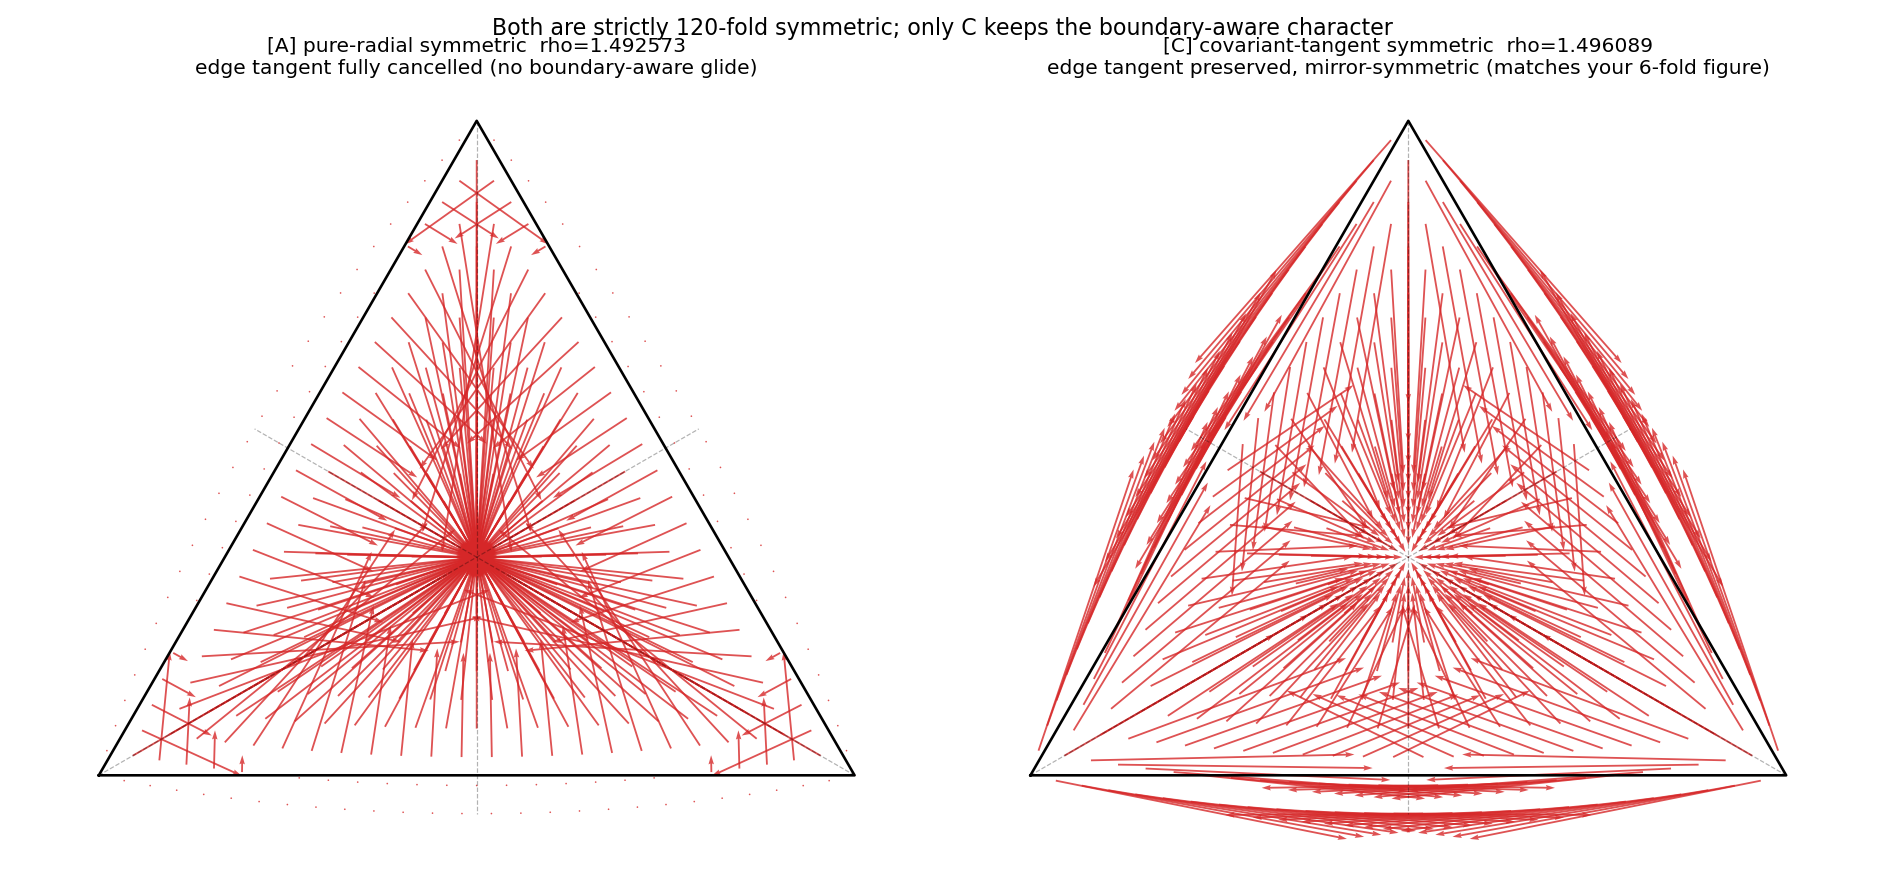 Both are strictly 120-fold symmetric; only C keeps the boundary-aware character
[A] pure-radial symmetric  rho=1.492573
edge tangent fully cancelled (no boundary-aware glide)
[C] covariant-tangent symmetric  rho=1.496089
edge tangent preserved, mirror-symmetric (matches your 6-fold figure)